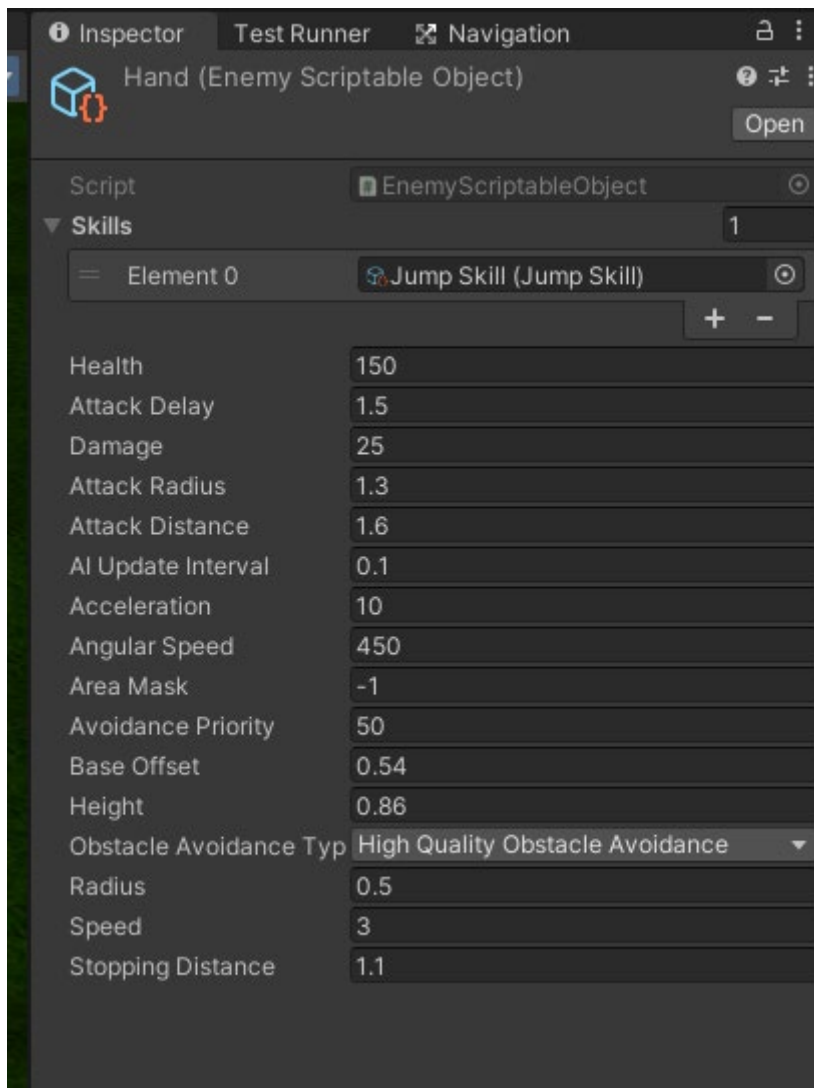 Inspector Test Runner Navigation
Hand (Enemy Scriptable Object)
Open
Script EnemyScriptableObject
Skills 1
Element 0 Jump Skill (Jump Skill)
Health 150
Attack Delay 1.5
Damage 25
Attack Radius 1.3
Attack Distance 1.6
AI Update Interval 0.1
Acceleration 10
Angular Speed 450
Area Mask -1
Avoidance Priority 50
Base Offset 0.54
Height 0.86
Obstacle Avoidance Typ High Quality Obstacle Avoidance
Radius 0.5
Speed 3
Stopping Distance 1.1